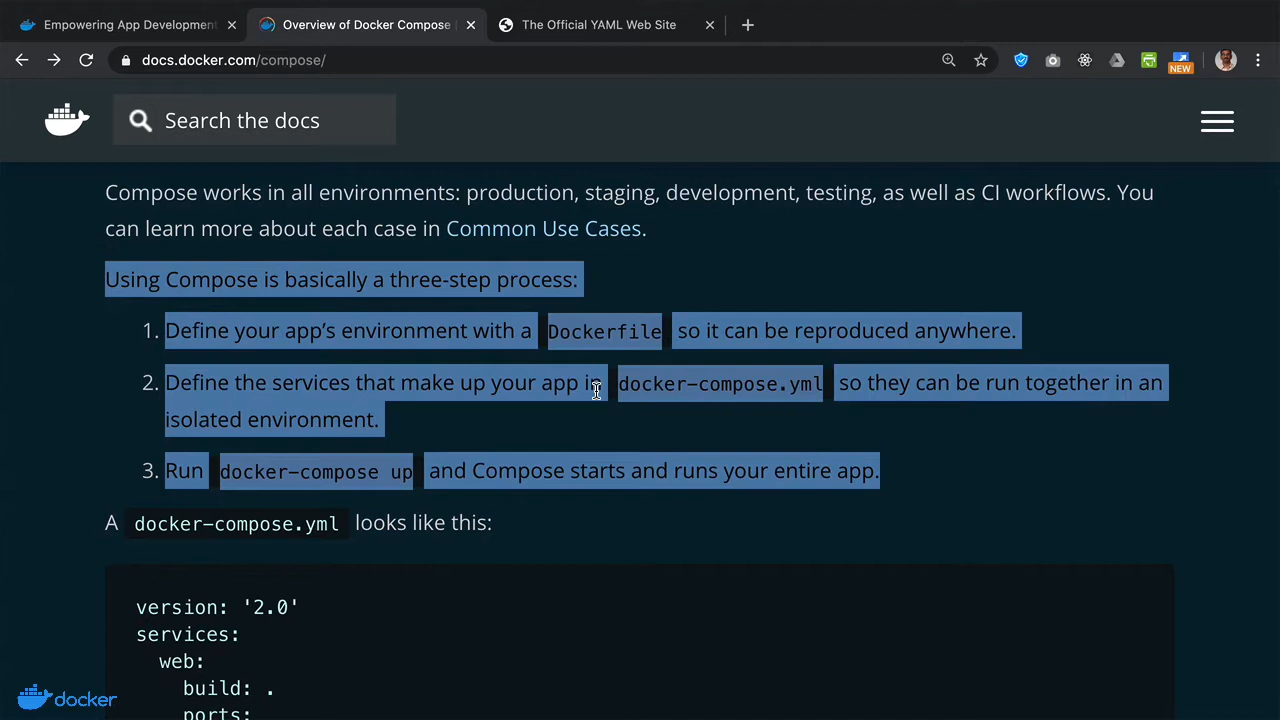 Empowering App Development
Overview of Docker Compose
The Official YAML Web Site
docs.docker.com/compose/
NEW
Search the docs
Compose works in all environments: production, staging, development, testing, as well as CI workflows. You
can learn more about each case in Common Use Cases.
Using Compose is basically a three-step process:
1. Define your app's environment with a Dockerfile so it can be reproduced anywhere.
2. Define the services that make up your app in docker-compose.yml so they can be run together in an
isolated environment.
3. Run docker-compose up and Compose starts and runs your entire app.
A docker-compose.yml looks like this:
version: '2.0'
services:
web:
build: .
ports:
docker